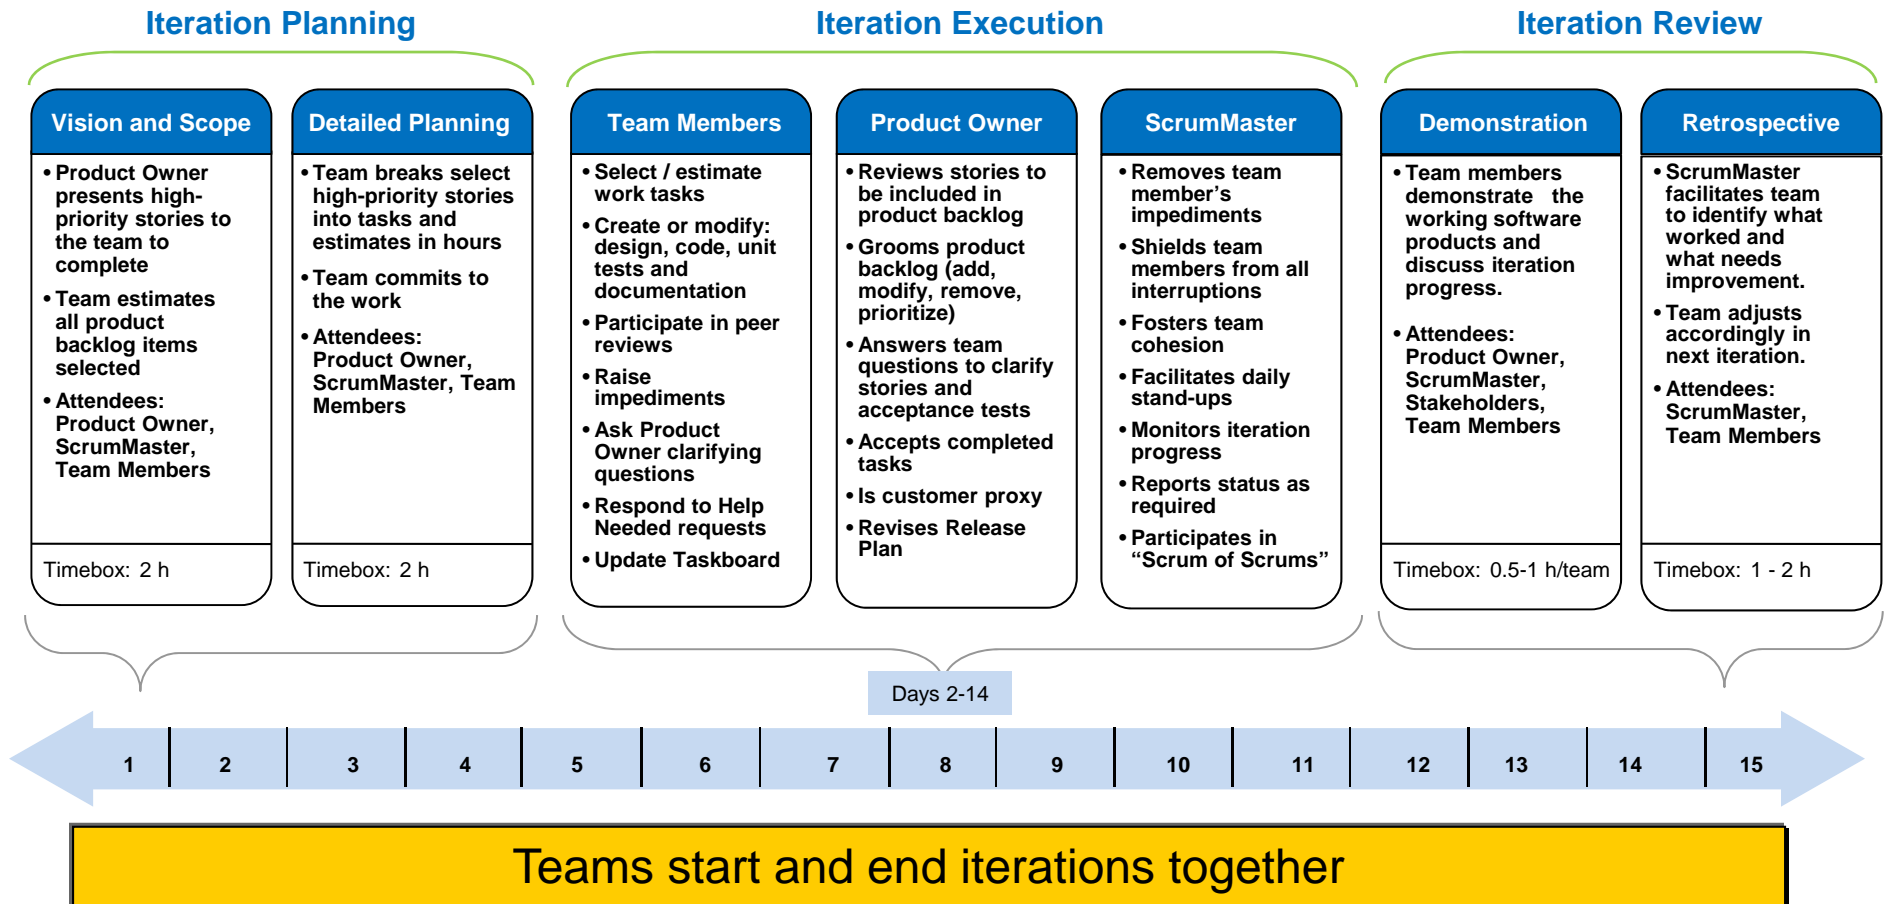 Iteration Planning
Iteration Execution
Iteration Review
Vision and Scope
• Product Owner
presents high-
priority stories to
the team to
complete
• Team estimates
all product
backlog items
selected
• Attendees:
Product Owner,
ScrumMaster,
Team Members
Timebox: 2 h
Detailed Planning
• Team breaks select
high-priority stories
into tasks and
estimates in hours
• Team commits to
the work
• Attendees:
Product Owner,
ScrumMaster, Team
Members
Timebox: 2 h
Team Members
• Select / estimate
work tasks
• Create or modify:
design, code, unit
tests and
documentation
• Participate in peer
reviews
• Raise
impediments
• Ask Product
Owner clarifying
questions
• Respond to Help
Needed requests
• Update Taskboard
Product Owner
• Reviews stories to
be included in
product backlog
• Grooms product
backlog (add,
modify, remove,
prioritize)
• Answers team
questions to clarify
stories and
acceptance tests
• Accepts completed
tasks
• Is customer proxy
• Revises Release
Plan
ScrumMaster
• Removes team
member’s
impediments
• Shields team
members from all
interruptions
• Fosters team
cohesion
• Facilitates daily
stand-ups
• Monitors iteration
progress
• Reports status as
required
• Participates in
“Scrum of Scrums”
Demonstration
• Team members
demonstrate the
working software
products and
discuss iteration
progress.
• Attendees:
Product Owner,
ScrumMaster,
Stakeholders,
Team Members
Timebox: 0.5-1 h/team
Retrospective
• ScrumMaster
facilitates team
to identify what
worked and
what needs
improvement.
• Team adjusts
accordingly in
next iteration.
• Attendees:
ScrumMaster,
Team Members
Timebox: 1 - 2 h
Days 2-14
1 2 3 4 5 6 7 8 9 10 11 12 13 14 15
Teams start and end iterations together